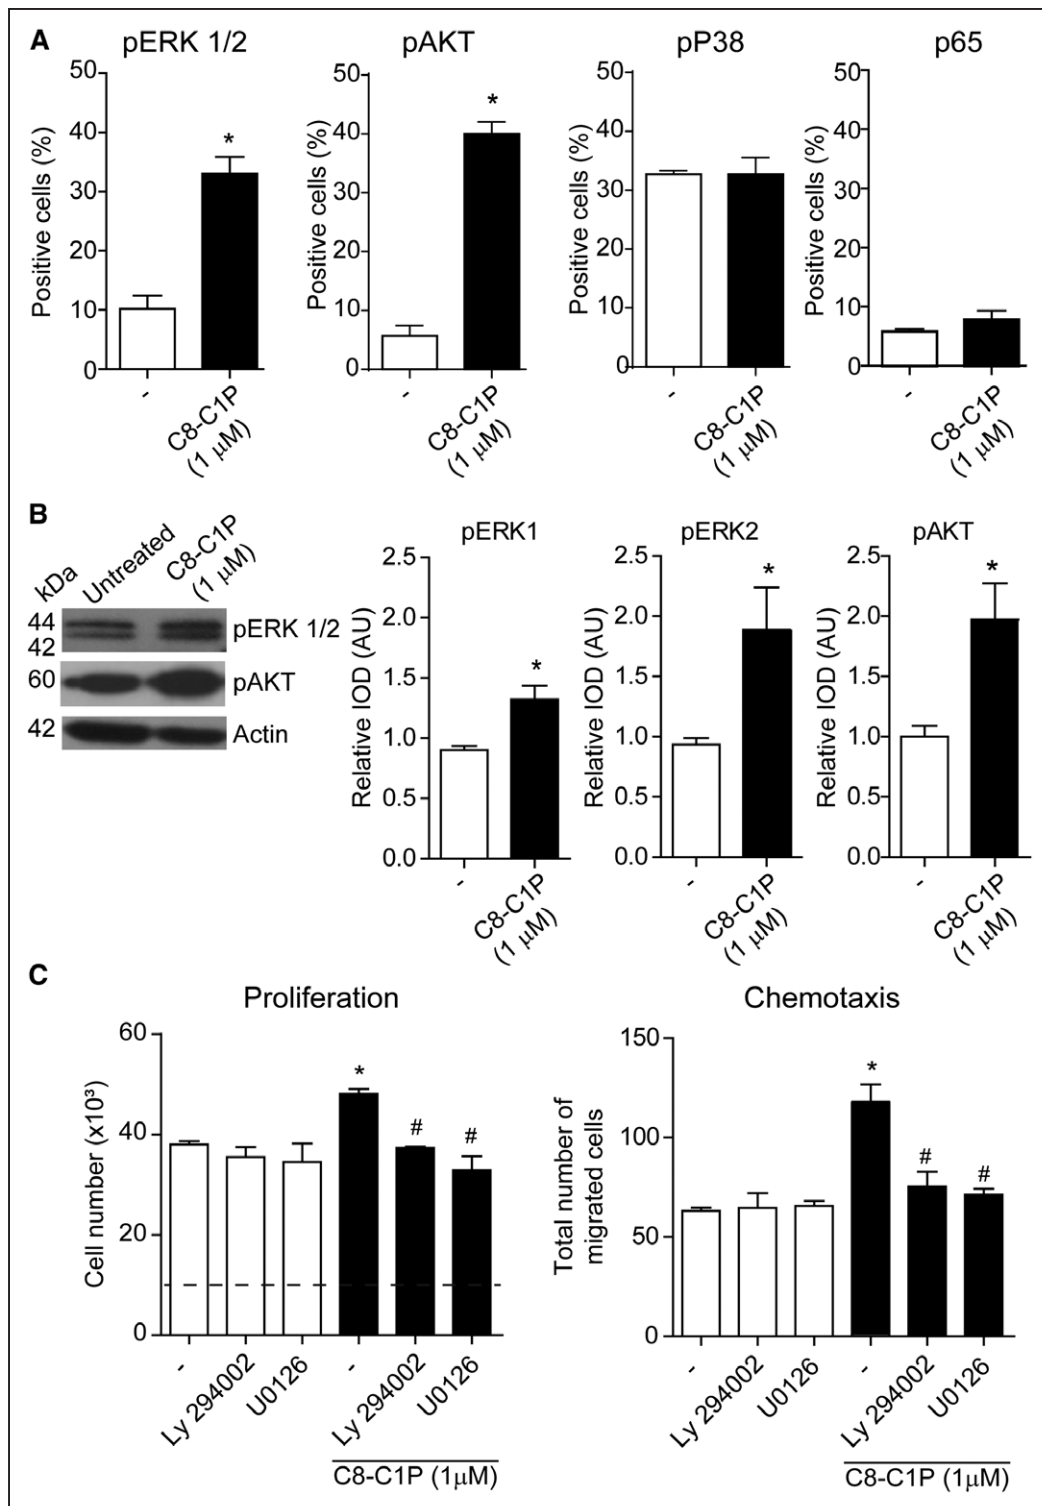 A
pERK 1/2
pAKT
pP38
p65
Positive cells (%)
50
40
30
20
10
0
-
C8-C1P
(1 µM)
Positive cells (%)
50
40
30
20
10
0
-
C8-C1P
(1 µM)
Positive cells (%)
50
40
30
20
10
0
-
C8-C1P
(1 µM)
Positive cells (%)
50
40
30
20
10
0
-
C8-C1P
(1 µM)
*
*
B
kDa
Untreated
C8-C1P
(1 µM)
44
42
pERK 1/2
60
pAKT
42
Actin
pERK1
Relative IOD (AU)
2.5
2.0
1.5
1.0
0.5
0.0
*
-
C8-C1P
(1 µM)
pERK2
Relative IOD (AU)
2.5
2.0
1.5
1.0
0.5
0.0
*
-
C8-C1P
(1 µM)
pAKT
Relative IOD (AU)
2.5
2.0
1.5
1.0
0.5
0.0
*
-
C8-C1P
(1 µM)
C
Proliferation
Cell number (x10³)
60
40
20
0
*
#
#
-
Ly 294002
U0126
-
Ly 294002
U0126
C8-C1P (1µM)
Chemotaxis
Total number of
migrated cells
150
100
50
0
*
#
#
-
Ly 294002
U0126
-
Ly 294002
U0126
C8-C1P (1µM)